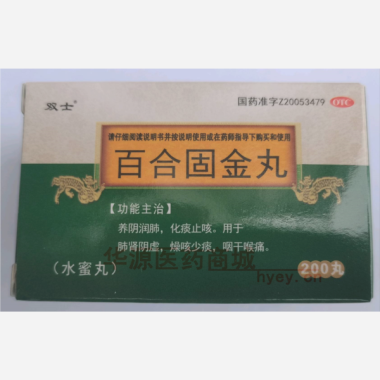 双士®
国药准字Z20053479 OTC
请仔细阅读说明书并按说明使用或在药师指导下购买和使用
百合固金丸
【功能主治】
养阴润肺，化痰止咳。用于
肺肾阴虚，燥咳少痰，咽干喉痛。
华源医药商城
（水蜜丸）
200丸